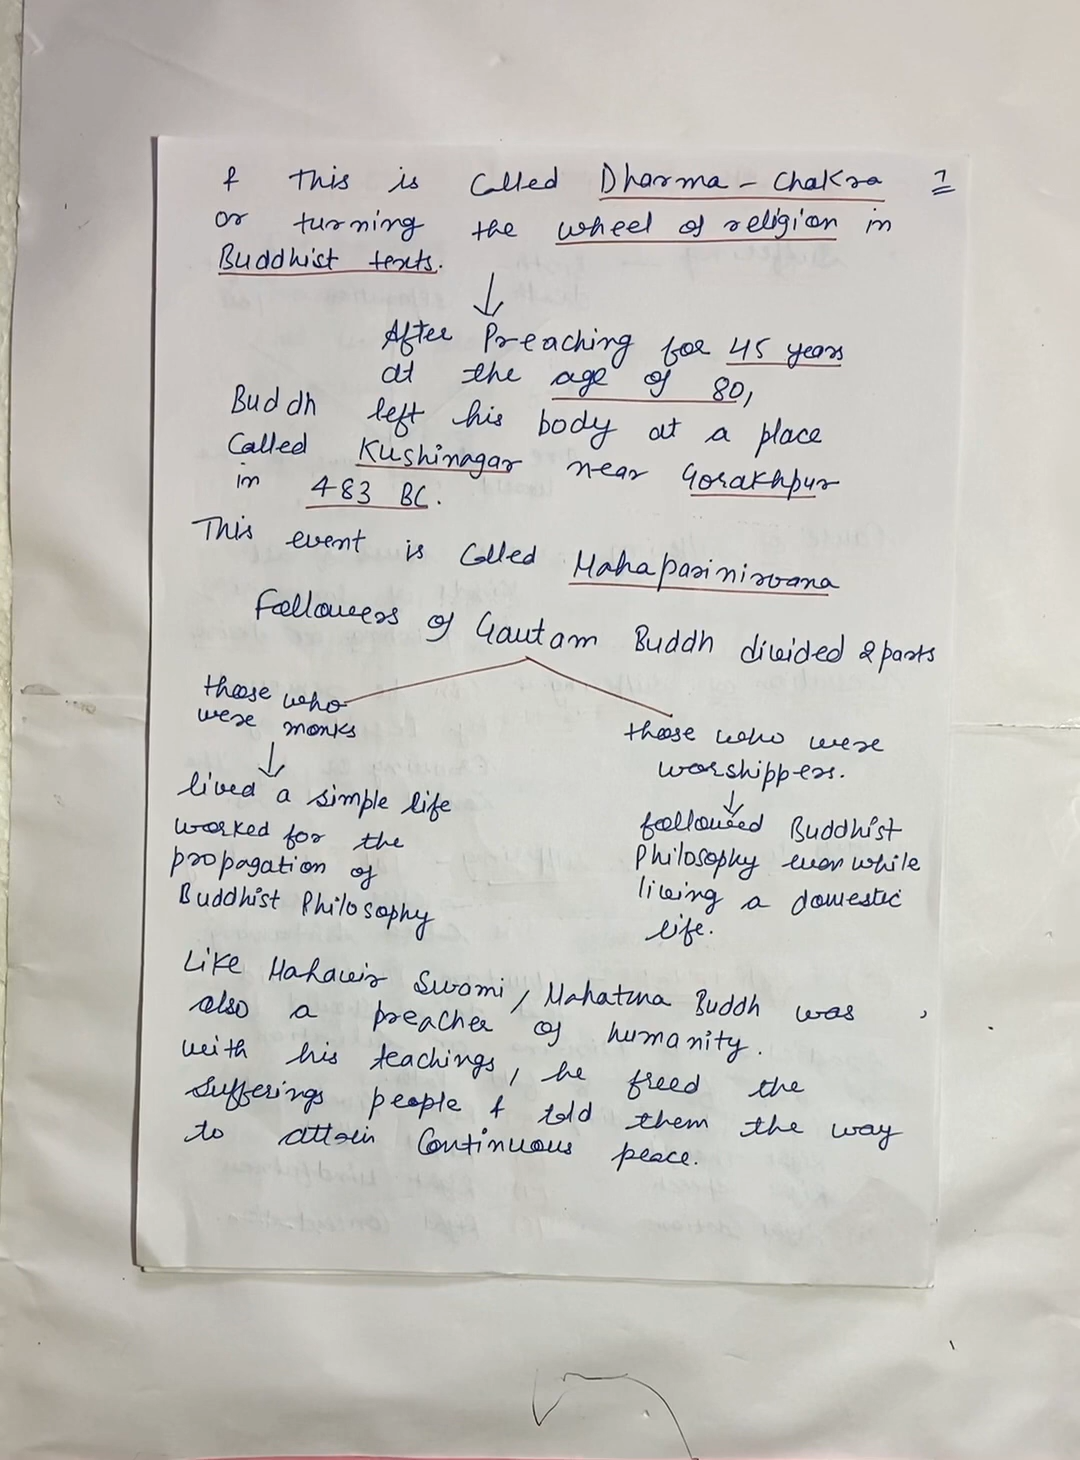 & This is Called Dharma - Chakra
or turning the wheel of religion in
Buddhist texts.
After Preaching for 45 years
at the age of 80,
Buddh left his body at a place
Called Kushinagar near Gorakhpur
in 483 BC.
This event is Called Mahaparinirvana
Followers of Gautam Buddh divided 2 parts
those who
were monks
lived a simple life
worked for the
propagation of
Buddhist Philosophy
those who were
worshippers.
followed Buddhist
Philosophy even while
living a domestic
life.
Like Mahavir Swami, Mahatma Buddh was
also a preacher of humanity.
with his teachings, he freed the
sufferings people & told them the way
to attain Continuous peace.